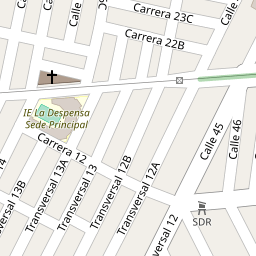 Carrera 23C
Carrera 22B
Calle
IE La Despensa
Sede Principal
Calle 45
Calle 46
Carrera 12
Transversal 13A
Transversal 13
Transversal 12B
Transversal 12A
Transversal 12
13B
SDR